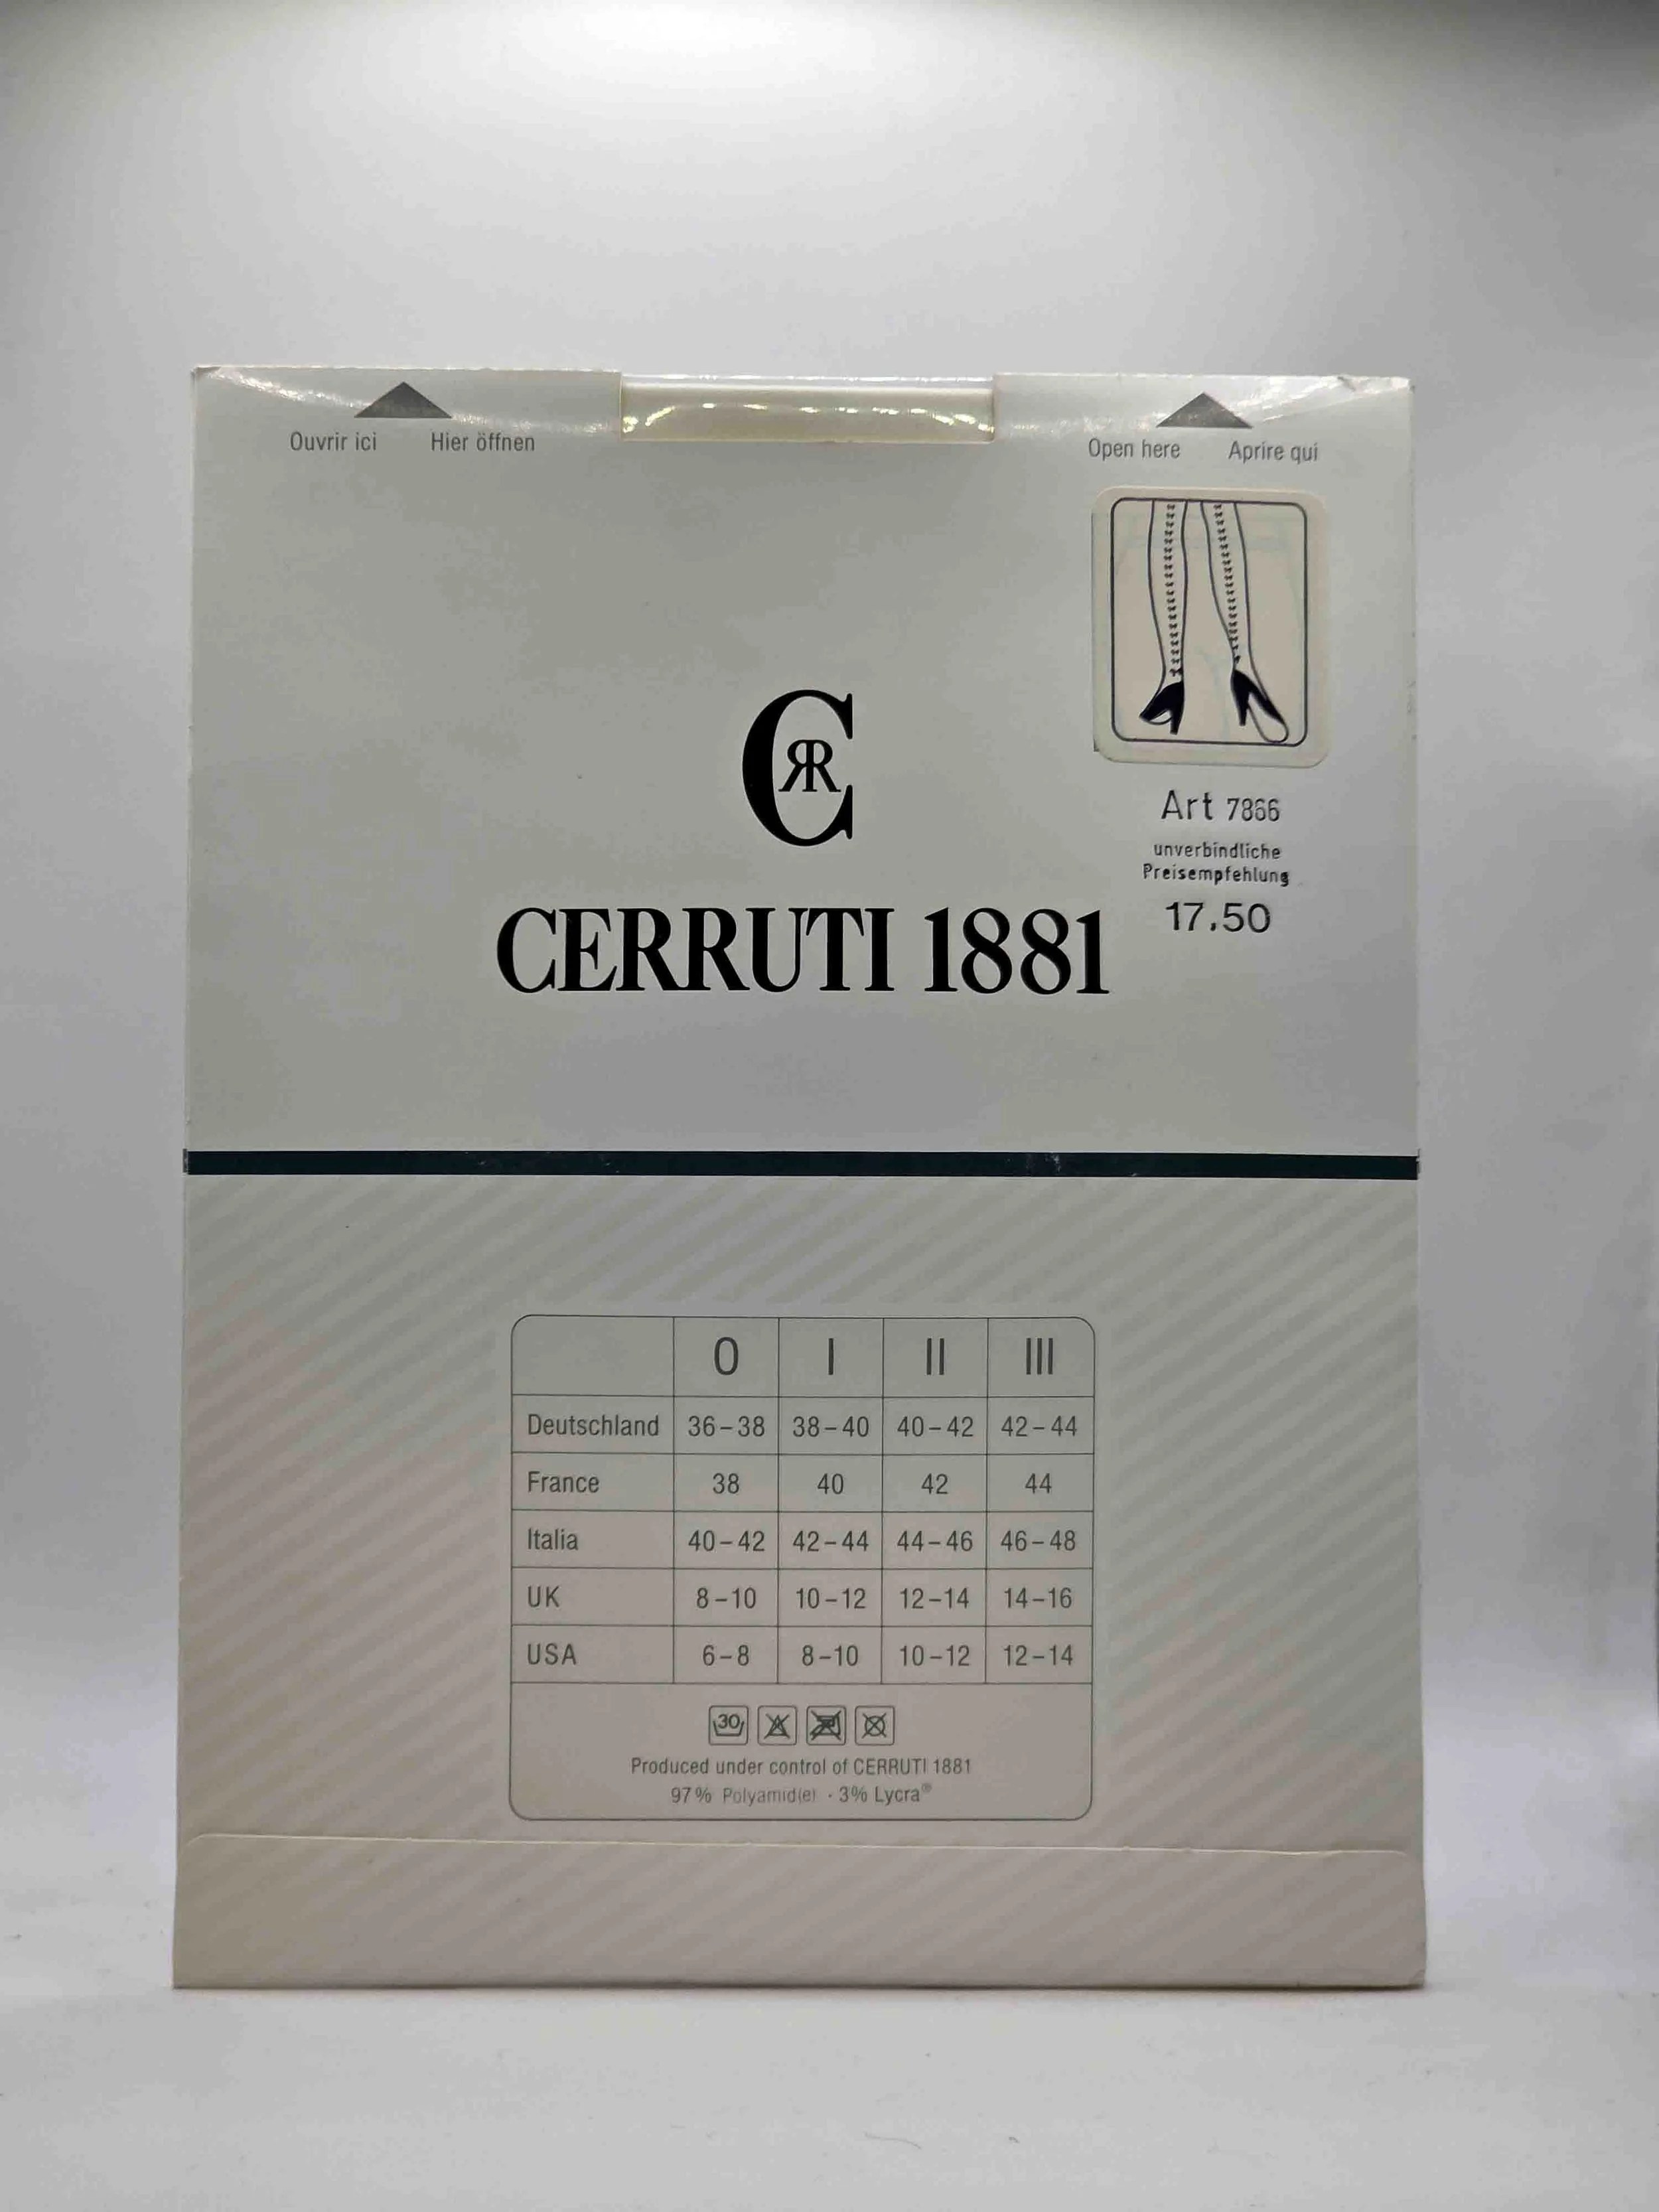 Ouvrir ici Hier öffnen
Open here Aprire qui
CRR
CERRUTI 1881
Art 7866
unverbindliche
Preisempfehlung
17.50
0 I II III
Deutschland 36–38 38–40 40–42 42–44
France 38 40 42 44
Italia 40–42 42–44 44–46 46–48
UK 8–10 10–12 12–14 14–16
USA 6–8 8–10 10–12 12–14
30
Produced under control of CERRUTI 1881
97% Polyamid(e) · 3% Lycra®